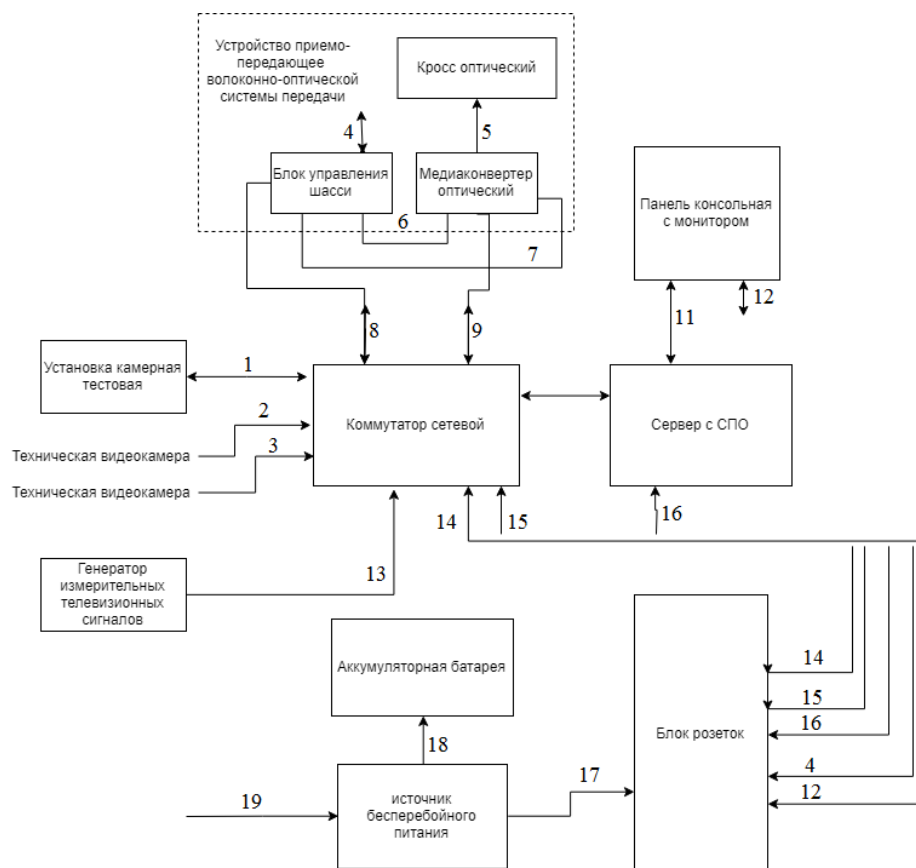 Устройство приемо-
передающее
волоконно-оптической
системы передачи
Кросс оптический
4
5
Блок управления
шасси
Медиаконвертер
оптический
6
7
Панель консольная
с монитором
8
9
11
12
Установка камерная
тестовая
1
Коммутатор сетевой
Сервер с СПО
2
Техническая видеокамера
3
Техническая видеокамера
14
15
16
Генератор
измерительных
телевизионных
сигналов
13
Аккумуляторная батарея
18
Блок розеток
14
15
16
4
12
19
источник
бесперебойного
питания
17